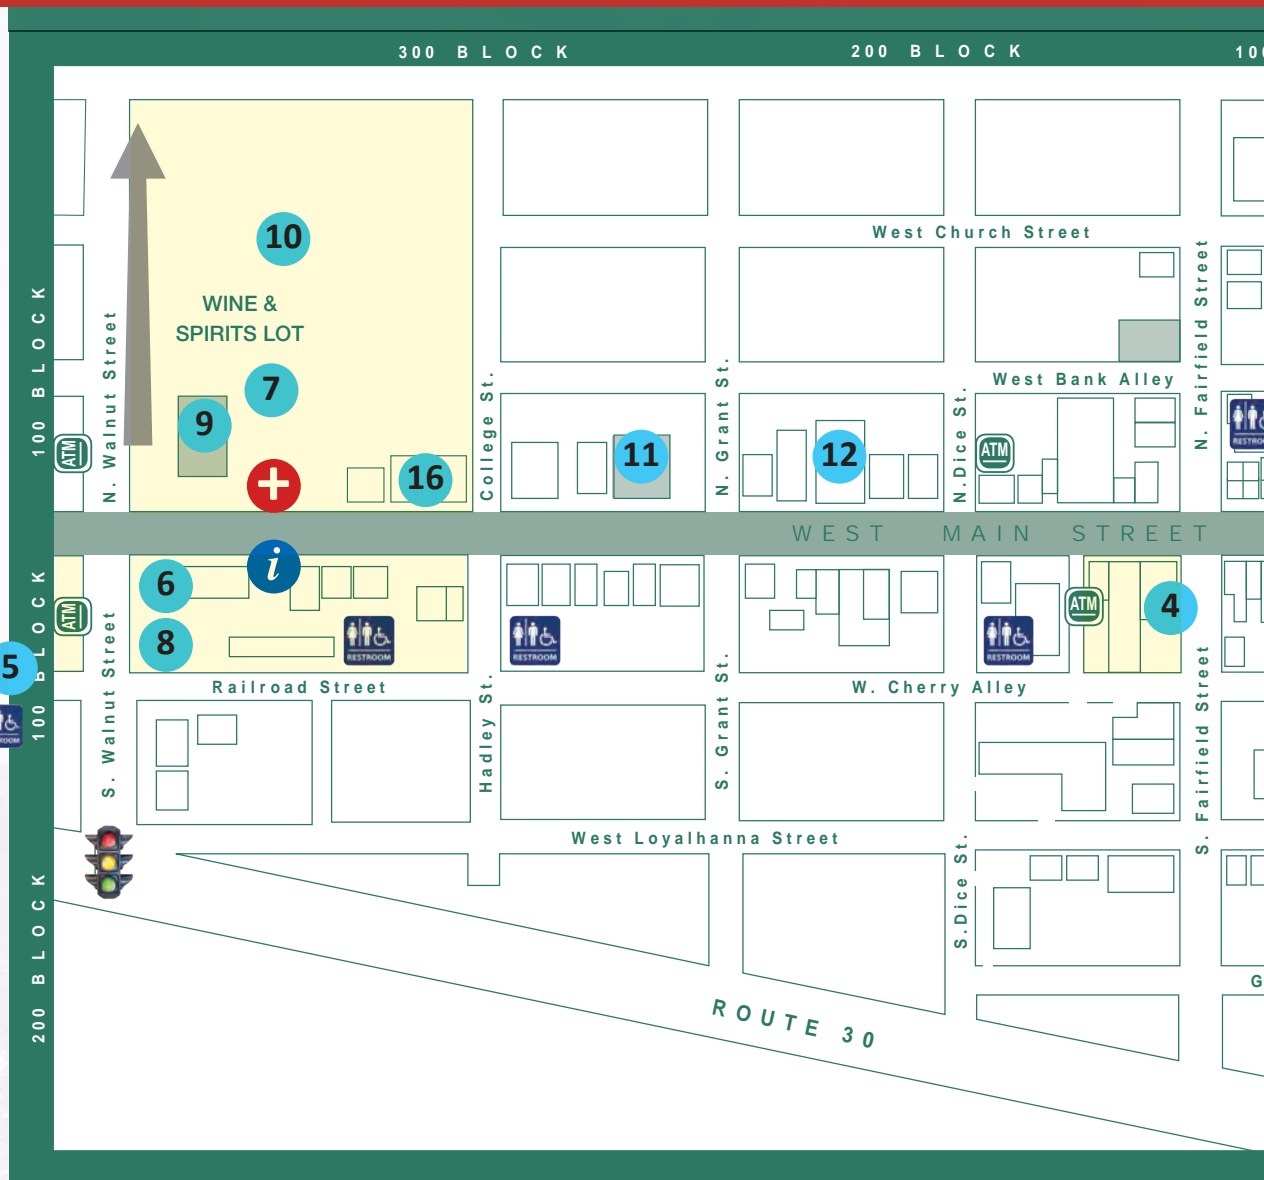 300 BLOCK
200 BLOCK
100
West Church Street
10
WINE &
SPIRITS LOT
100 BLOCK
N. Walnut Street
N. Fairfield Street
7
West Bank Alley
College St.
N. Grant St.
N.Dice St.
9
ATM
16
11
12
ATM
RESTRO
WEST MAIN STREET
i
6
ATM
ATM
4
8
RESTROOM
RESTROOM
RESTROOM
5
ROOM
100 BLOCK
S. Walnut Street
Railroad Street
Hadley St.
S. Grant St.
W. Cherry Alley
S. Fairfield Street
West Loyalhanna Street
S.Dice St.
200 BLOCK
G
ROUTE 30